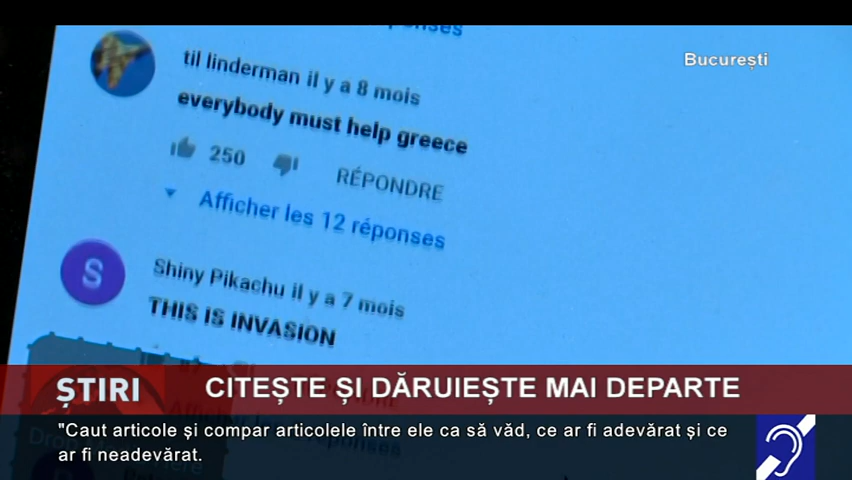 București
til linderman il y a 8 mois
everybody must help greece
250
RÉPONDRE
Afficher les 12 réponses
S
Shiny Pikachu il y a 7 mois
THIS iS INVASION
ȘTIRI
CITEȘTE ȘI DĂRUIEȘTE MAI DEPARTE
"Caut articole și compar articolele între ele ca să văd, ce ar fi adevărat și ce
ar fi neadevărat.